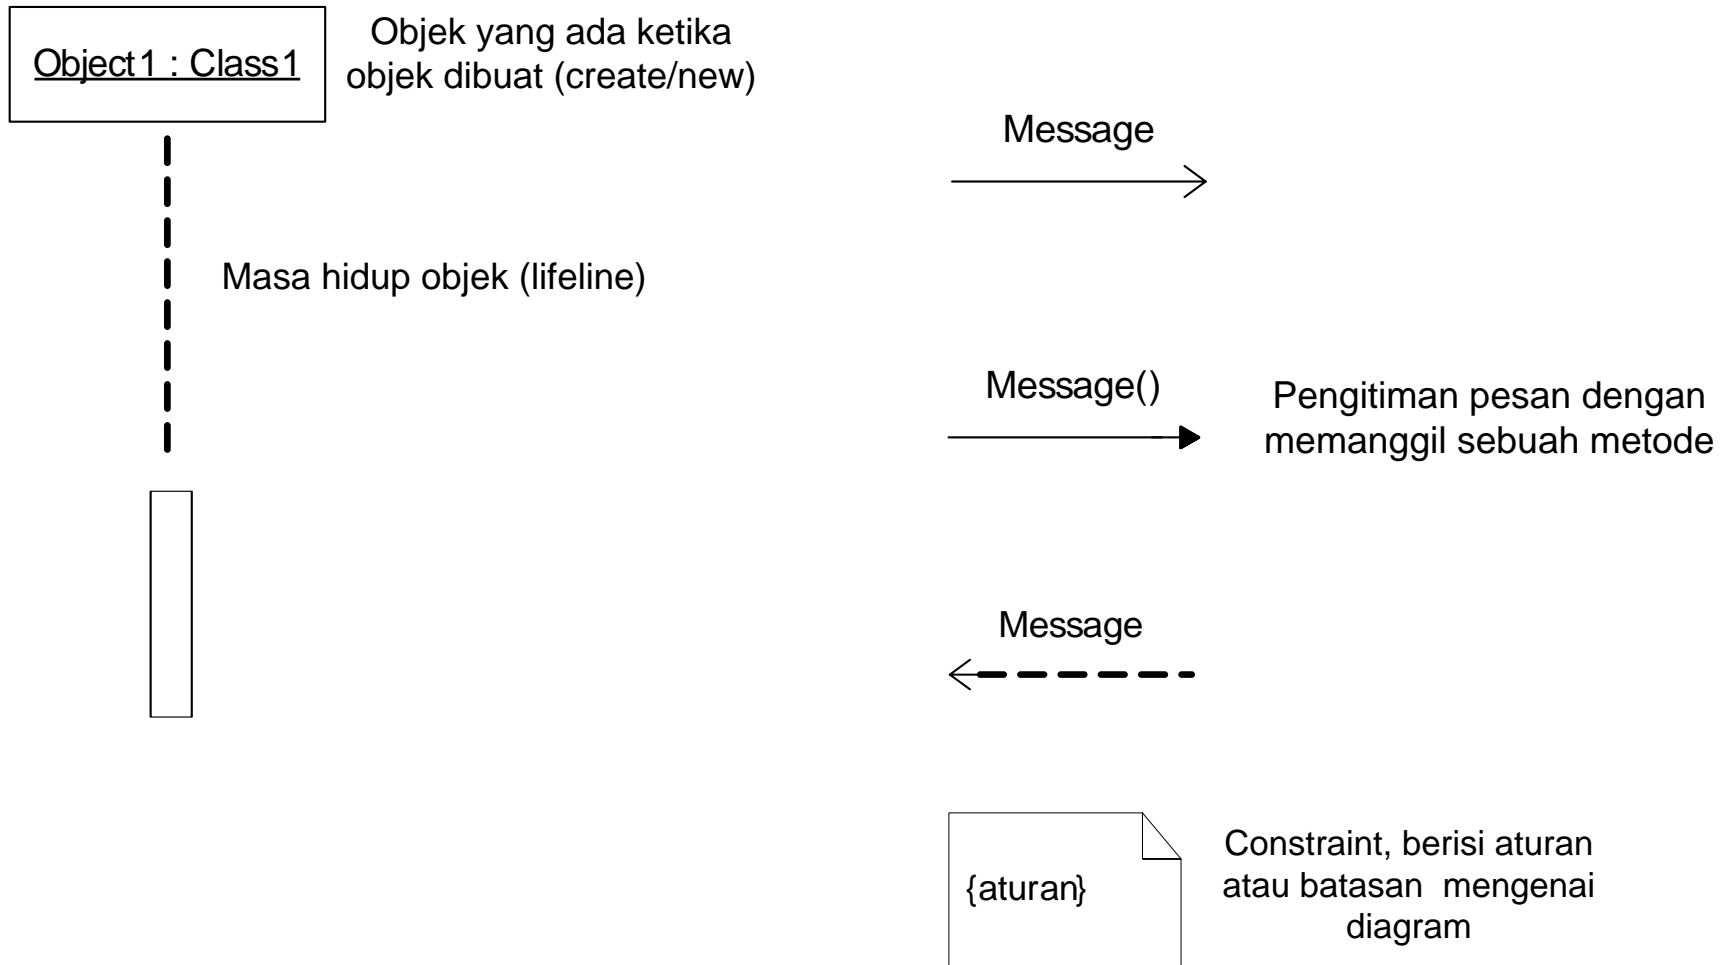 Object1 : Class1
Objek yang ada ketika
objek dibuat (create/new)
Masa hidup objek (lifeline)
Message
Message()
Pengitiman pesan dengan
memanggil sebuah metode
Message
{aturan}
Constraint, berisi aturan
atau batasan mengenai
diagram